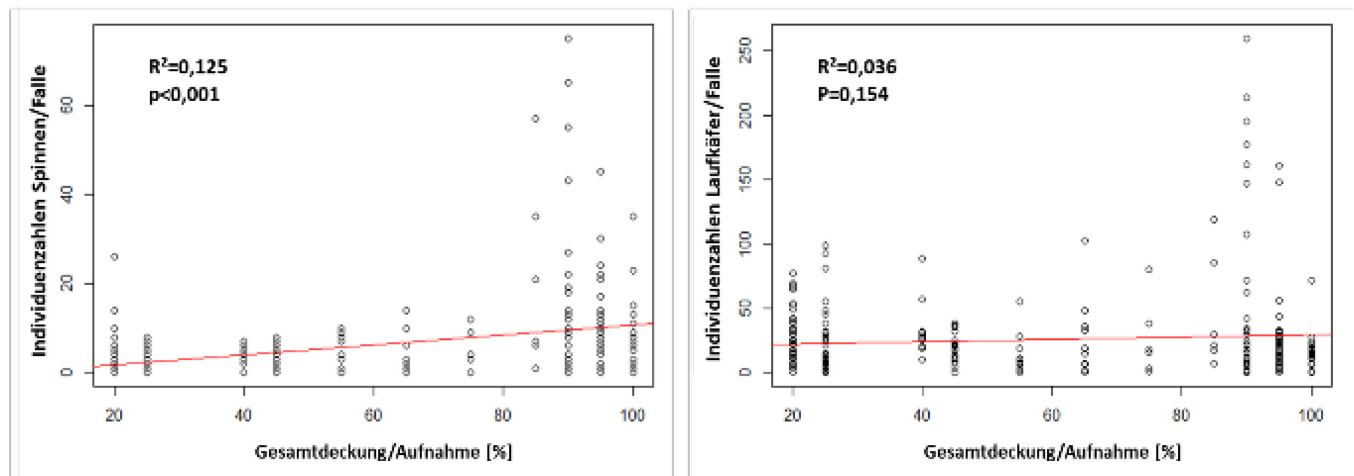 R²=0,125
p<0,001
Individuenzahlen Spinnen/Falle
0
20
40
60
20
40
60
80
100
Gesamtdeckung/Aufnahme [%]
R²=0,036
P=0,154
Individuenzahlen Laufkäfer/Falle
0
50
100
150
200
250
20
40
60
80
100
Gesamtdeckung/Aufnahme [%]